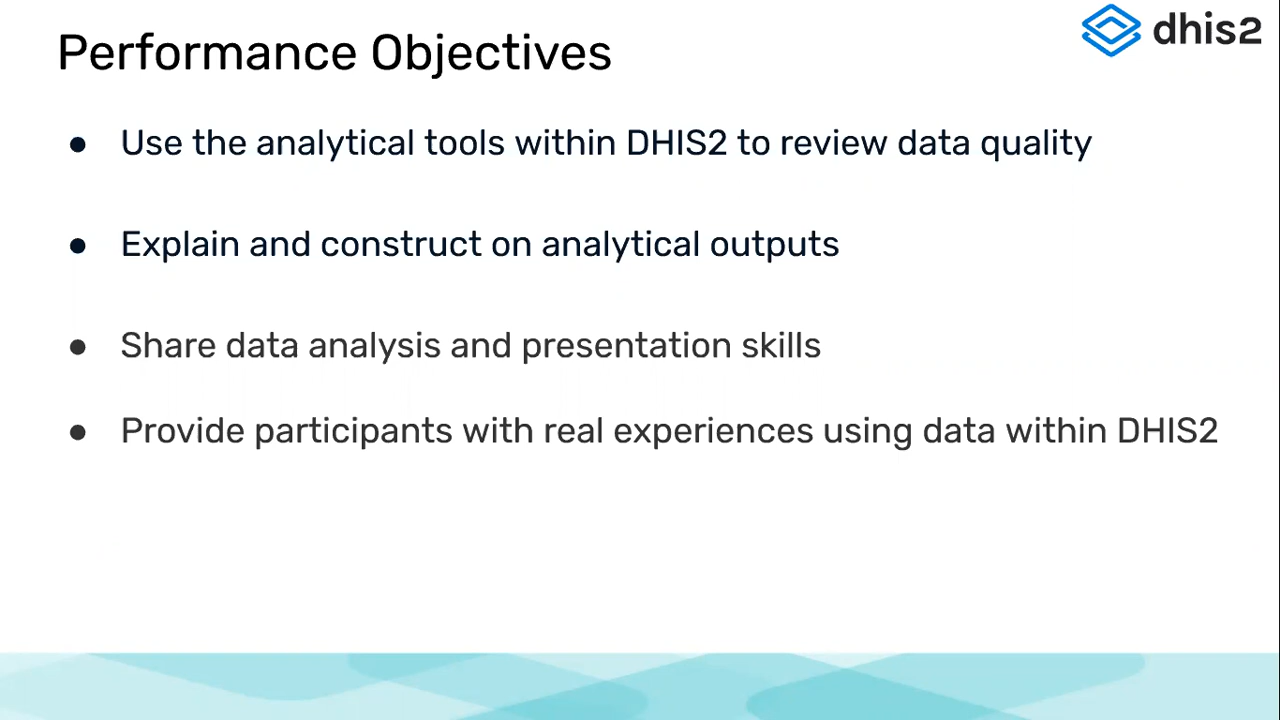 Performance Objectives
dhis2
● Use the analytical tools within DHIS2 to review data quality
● Explain and construct on analytical outputs
● Share data analysis and presentation skills
● Provide participants with real experiences using data within DHIS2